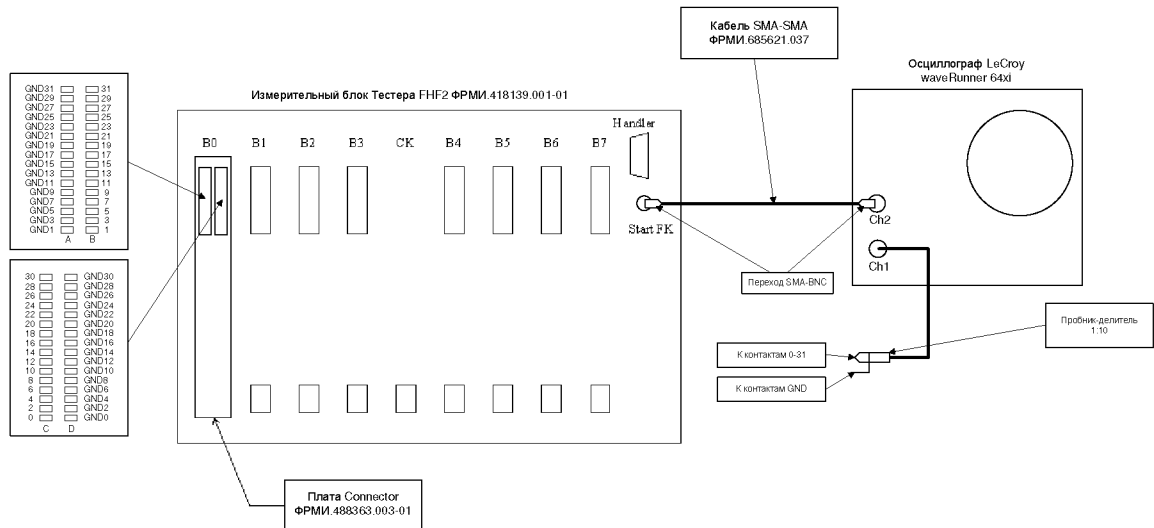 Кабель SMA-SMA
ФРМИ.685621.037
Осциллограф LeCroy
waveRunner 64xi
Измерительный блок Тестера FHF2 ФРМИ.418139.001-01
Handler
B0 B1 B2 B3 CK B4 B5 B6 B7
Start FK
Ch2
Ch1
GND31 31
GND29 29
GND27 27
GND25 25
GND23 23
GND21 21
GND19 19
GND17 17
GND15 15
GND13 13
GND11 11
GND9 9
GND7 7
GND5 5
GND3 3
GND1 1
A B
30 GND30
28 GND28
26 GND26
24 GND24
22 GND22
20 GND20
18 GND18
16 GND16
14 GND14
12 GND12
10 GND10
8 GND8
6 GND6
4 GND4
2 GND2
0 GND0
C D
Переход SMA-BNC
Пробник-делитель
1:10
К контактам 0-31
К контактам GND
Плата Connector
ФРМИ.488363.003-01